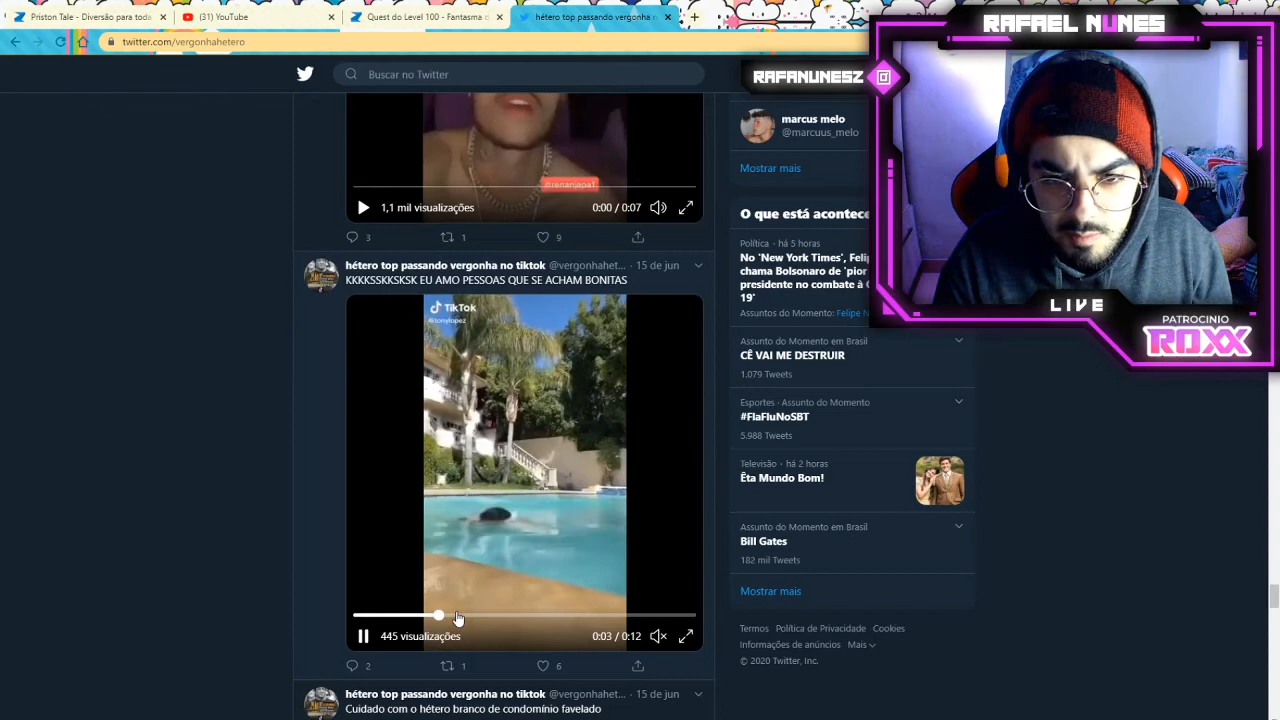 Priston Tale - Diversão para toda
(31) YouTube
Quest do Level 100 - Fantasma d
hétero top passando vergonha n
twitter.com/vergonhahetero
RAFAEL NUNES
RAFANUNESZ
Buscar no Twitter
marcus melo
@marcuus_melo
Mostrar mais
@renanjapa1
1,1 mil visualizações
0:00 / 0:07
3
1
9
hétero top passando vergonha no tiktok @vergonhahet... · 15 de jun
KKKKSSKKSKSK EU AMO PESSOAS QUE SE ACHAM BONITAS
TikTok
@tonylopez
445 visualizações
0:03 / 0:12
2
1
6
hétero top passando vergonha no tiktok @vergonhahet... · 15 de jun
Cuidado com o hétero branco de condomínio favelado
O que está acontece
Política · há 5 horas
No 'New York Times', Felip
chama Bolsonaro de 'pior
presidente no combate à C
19'
Assuntos do Momento: Felipe N
Assunto do Momento em Brasil
CÊ VAI ME DESTRUIR
1.079 Tweets
Esportes · Assunto do Momento
#FlaFluNoSBT
5.988 Tweets
Televisão · há 2 horas
Êta Mundo Bom!
Assunto do Momento em Brasil
Bill Gates
182 mil Tweets
Mostrar mais
Termos Política de Privacidade Cookies
Informações de anúncios Mais
© 2020 Twitter, Inc.
LIVE
PATROCINIO
ROXX